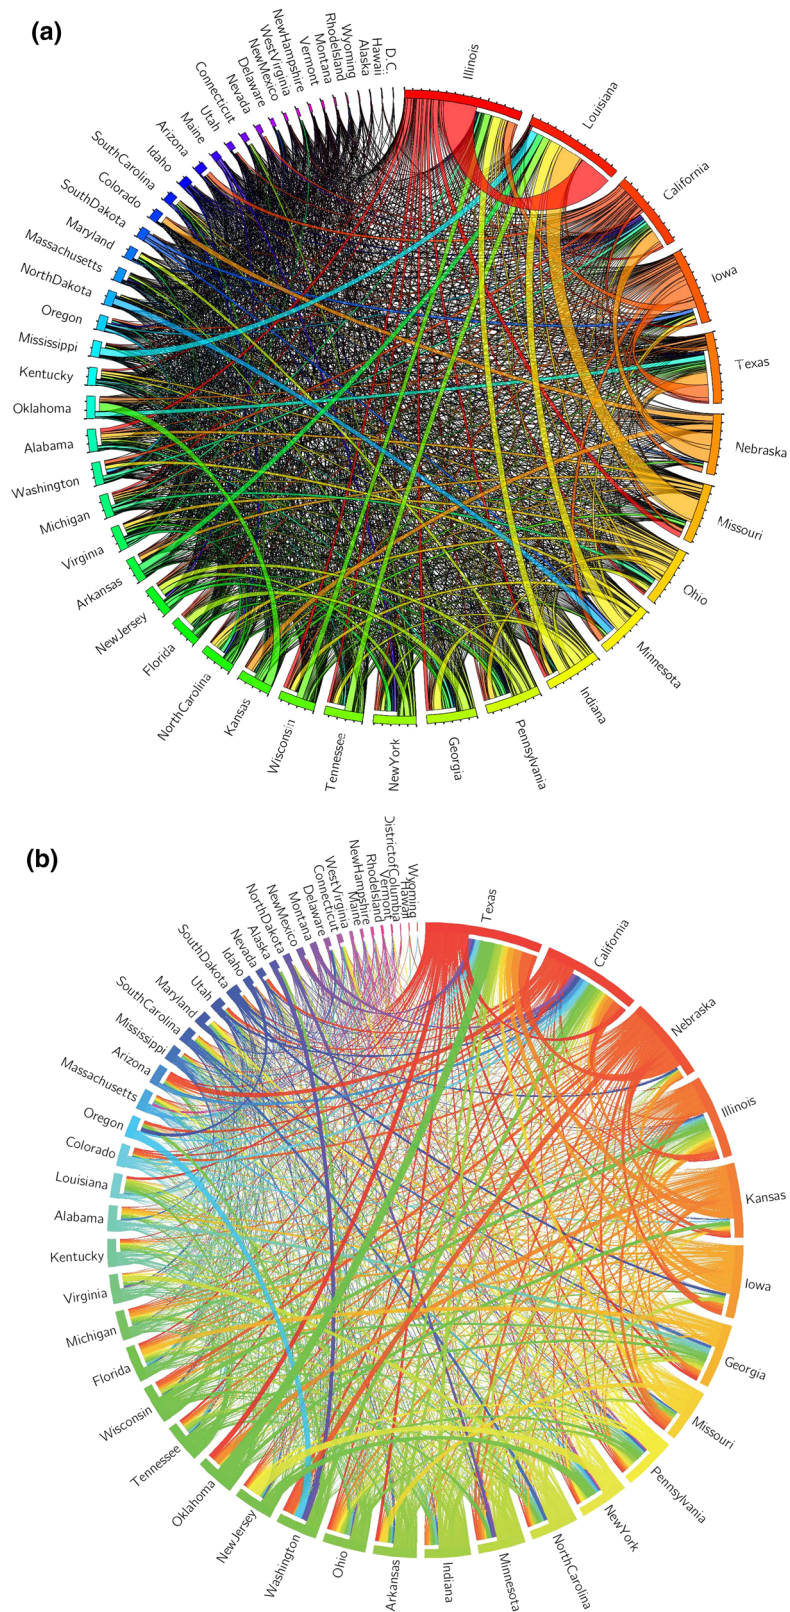 (a)
Illinois
Louisiana
California
Iowa
Texas
Nebraska
Missouri
Ohio
Minnesota
Indiana
Pennsylvania
Georgia
NewYork
Tennessee
Wisconsin
Kansas
NorthCarolina
Florida
NewJersey
Arkansas
Virginia
Michigan
Washington
Alabama
Oklahoma
Kentucky
Mississippi
Oregon
NorthDakota
Massachusetts
Maryland
SouthDakota
Colorado
SouthCarolina
Idaho
Arizona
Maine
Utah
Connecticut
Nevada
Delaware
NewMexico
WestVirginia
NewHampshire
Vermont
Montana
RhodeIsland
Wyoming
Alaska
Hawaii
D.C.
(b)
Texas
California
Nebraska
Illinois
Kansas
Iowa
Georgia
Missouri
Pennsylvania
NewYork
NorthCarolina
Minnesota
Indiana
Arkansas
Ohio
Washington
NewJersey
Oklahoma
Tennessee
Wisconsin
Florida
Michigan
Virginia
Kentucky
Alabama
Louisiana
Colorado
Oregon
Massachusetts
Arizona
Mississippi
SouthCarolina
Maryland
Utah
SouthDakota
Idaho
Nevada
Alaska
NorthDakota
NewMexico
Montana
Delaware
Connecticut
WestVirginia
Maine
NewHampshire
RhodeIsland
Vermont
DistrictofColumbia
Hawaii
Wyoming